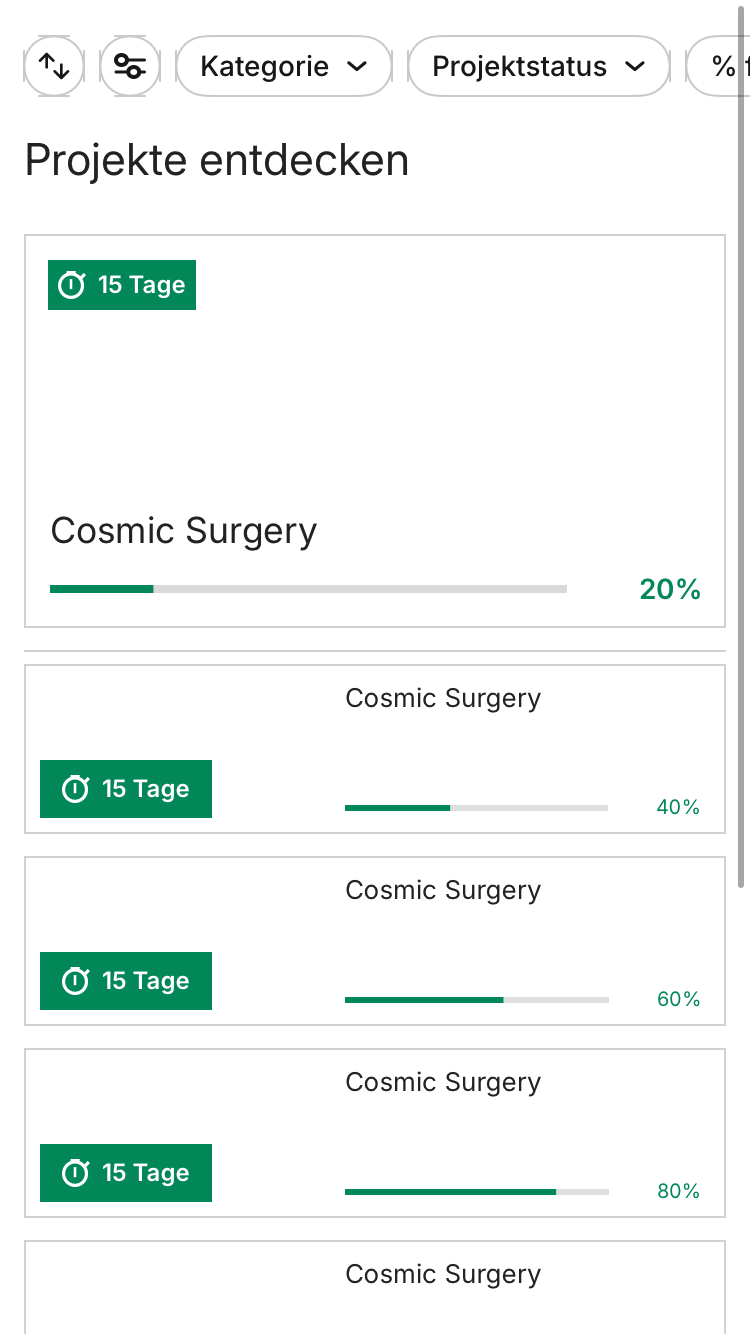 Kategorie
Projektstatus
%
Projekte entdecken
15 Tage
Cosmic Surgery
20%
Cosmic Surgery
15 Tage
40%
Cosmic Surgery
15 Tage
60%
Cosmic Surgery
15 Tage
80%
Cosmic Surgery